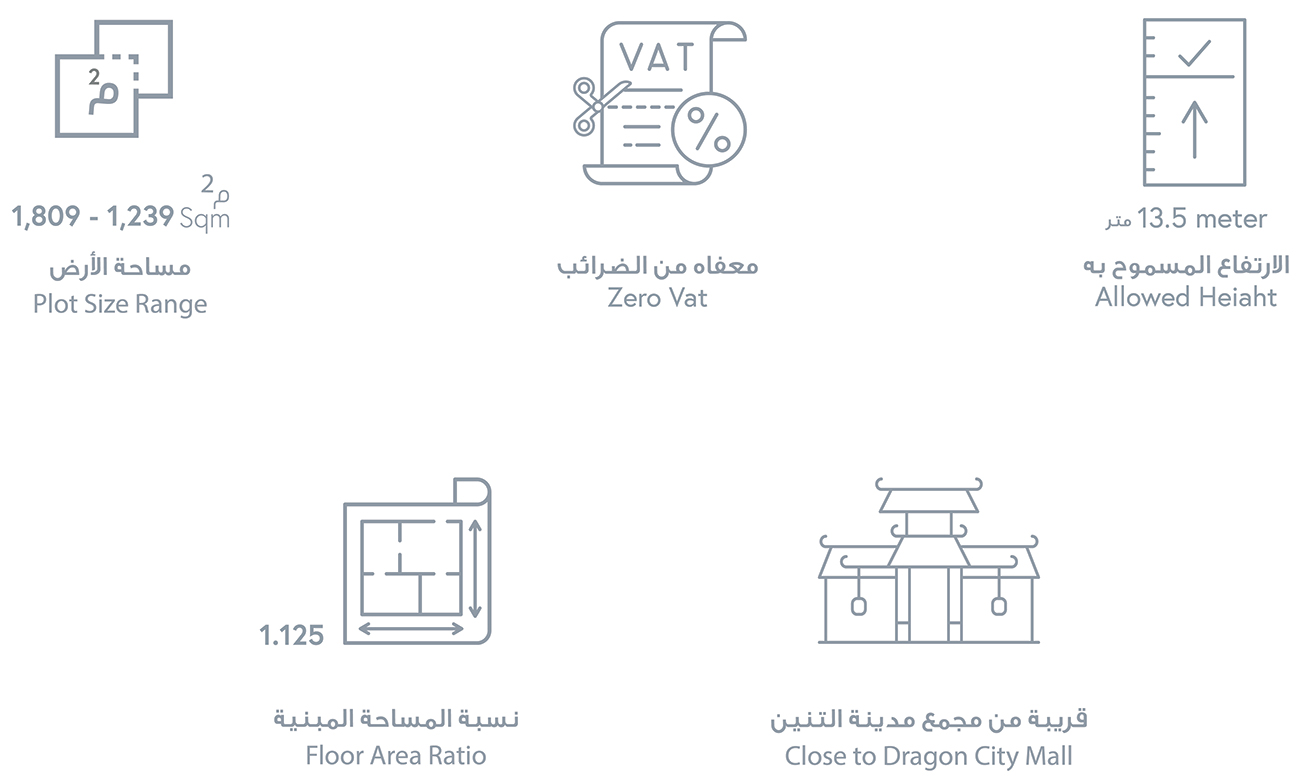 م2
1,809 - 1,239 Sqm م2
مساحة الأرض
Plot Size Range
VAT
%
معفاه من الضرائب
Zero Vat
13.5 meter متر
الارتفاع المسموح به
Allowed Heiaht
1.125
نسبة المساحة المبنية
Floor Area Ratio
قريبة من مجمع مدينة التنين
Close to Dragon City Mall